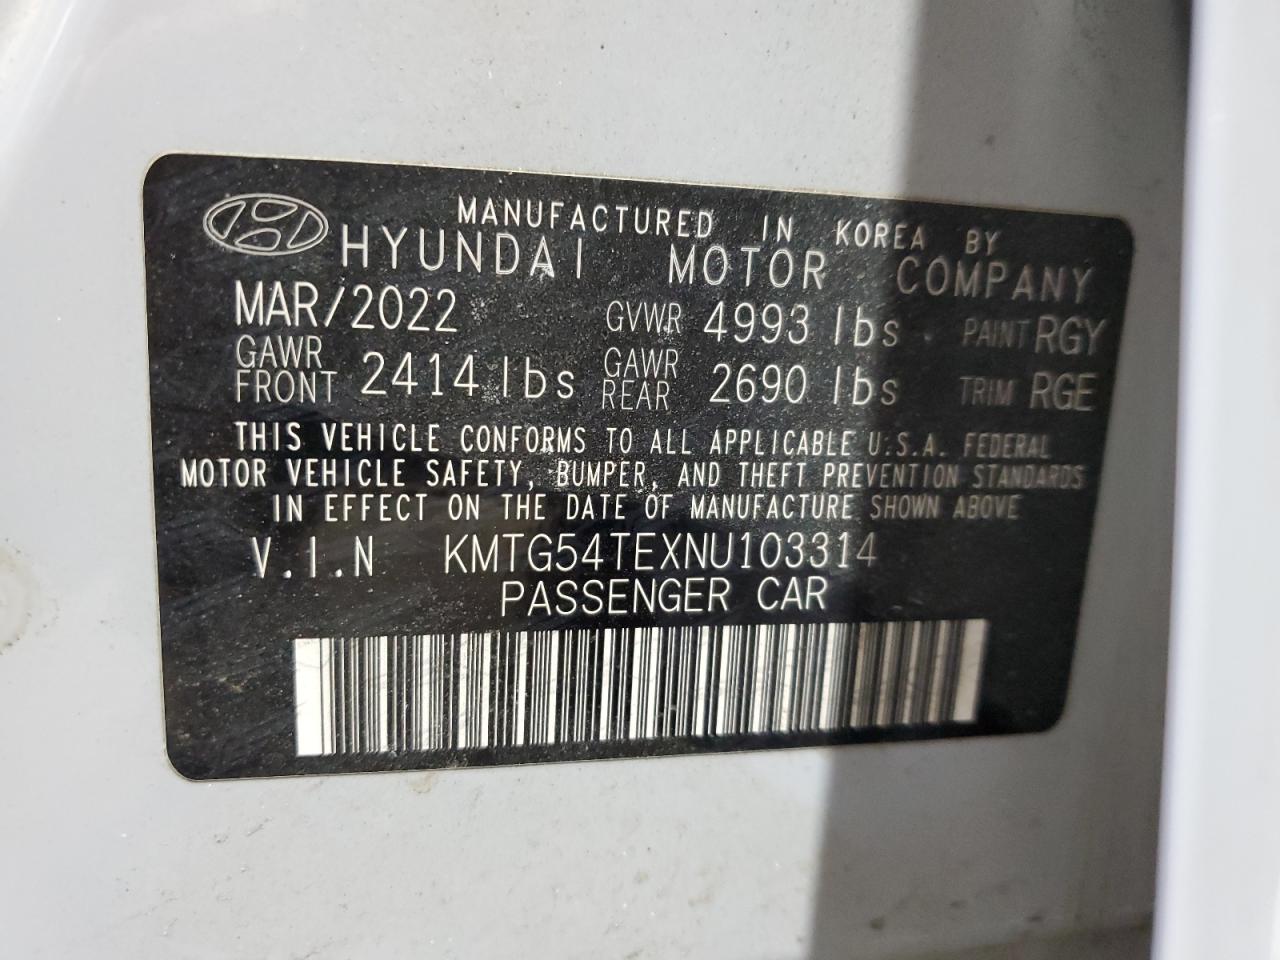 MANUFACTURED IN KOREA BY
HYUNDAI MOTOR COMPANY
MAR/2022 GVWR 4993 lbs PAINT RGY
GAWR FRONT 2414 lbs GAWR REAR 2690 lbs TRIM RGE
THIS VEHICLE CONFORMS TO ALL APPLICABLE U.S.A. FEDERAL
MOTOR VEHICLE SAFETY, BUMPER, AND THEFT PREVENTION STANDARDS
IN EFFECT ON THE DATE OF MANUFACTURE SHOWN ABOVE
V.I.N KMTG54TEXNU103314
PASSENGER CAR